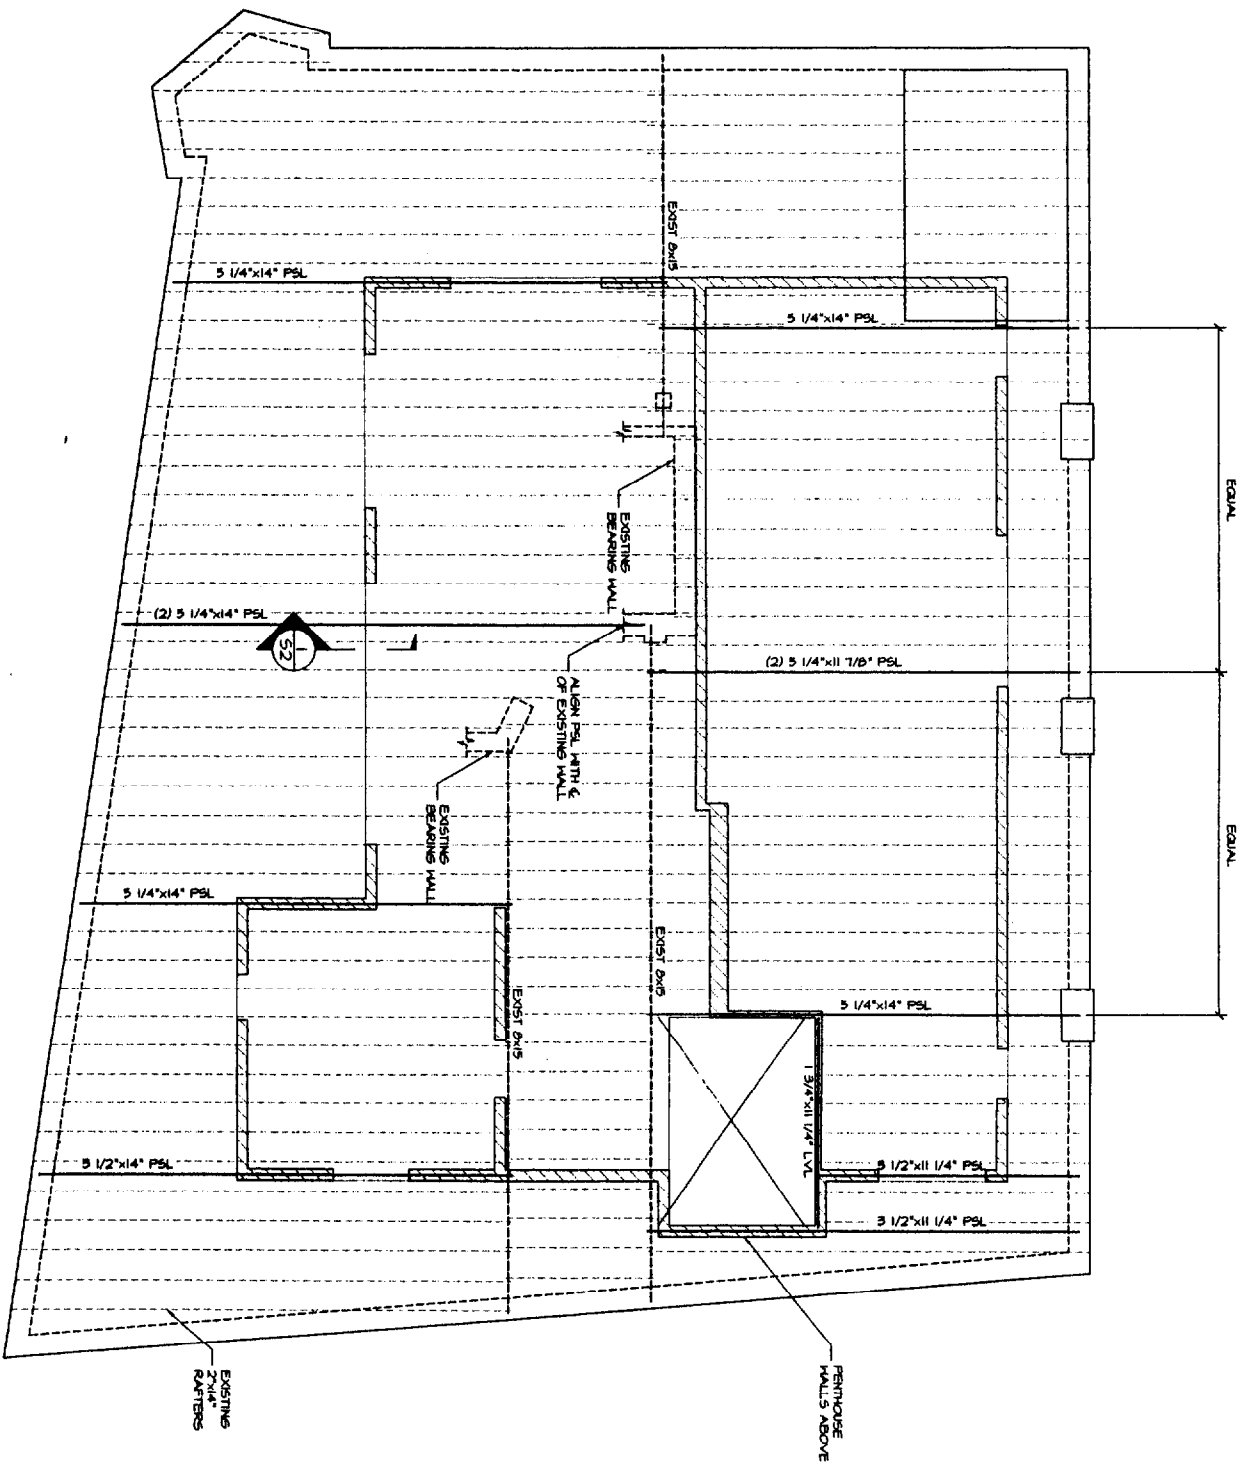 EXIST 8x15
5 1/4"x14" PSL
5 1/4"x14" PSL
EQUAL
EXISTING
BEARING WALL
(2) 5 1/4"x14" PSL
1
S2
(2) 5 1/4"x11 7/8" PSL
ALIGN PSL WITH ℄
OF EXISTING WALL
EXISTING
BEARING WALL
EQUAL
5 1/4"x14" PSL
EXIST 8x15
EXIST 8x15
5 1/4"x14" PSL
1 3/4"x11 1/4" LVL
5 1/2"x14" PSL
5 1/2"x11 1/4" PSL
3 1/2"x11 1/4" PSL
EXISTING
2"x14"
RAFTERS
PENTHOUSE
WALLS ABOVE